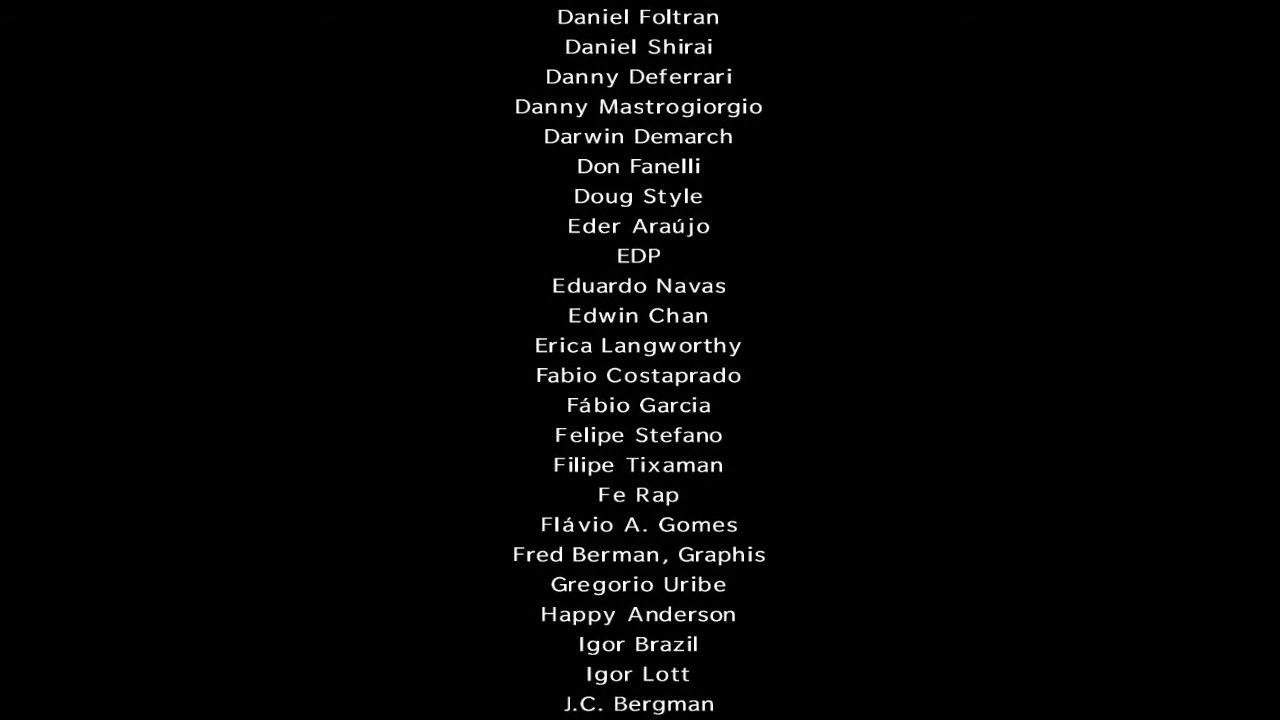 Daniel Foltran
Daniel Shirai
Danny Deferrari
Danny Mastrogiorgio
Darwin Demarch
Don Fanelli
Doug Style
Eder Araújo
EDP
Eduardo Navas
Edwin Chan
Erica Langworthy
Fabio Costaprado
Fábio Garcia
Felipe Stefano
Filipe Tixaman
Fe Rap
Flávio A. Gomes
Fred Berman, Graphis
Gregorio Uribe
Happy Anderson
Igor Brazil
Igor Lott
J.C. Bergman